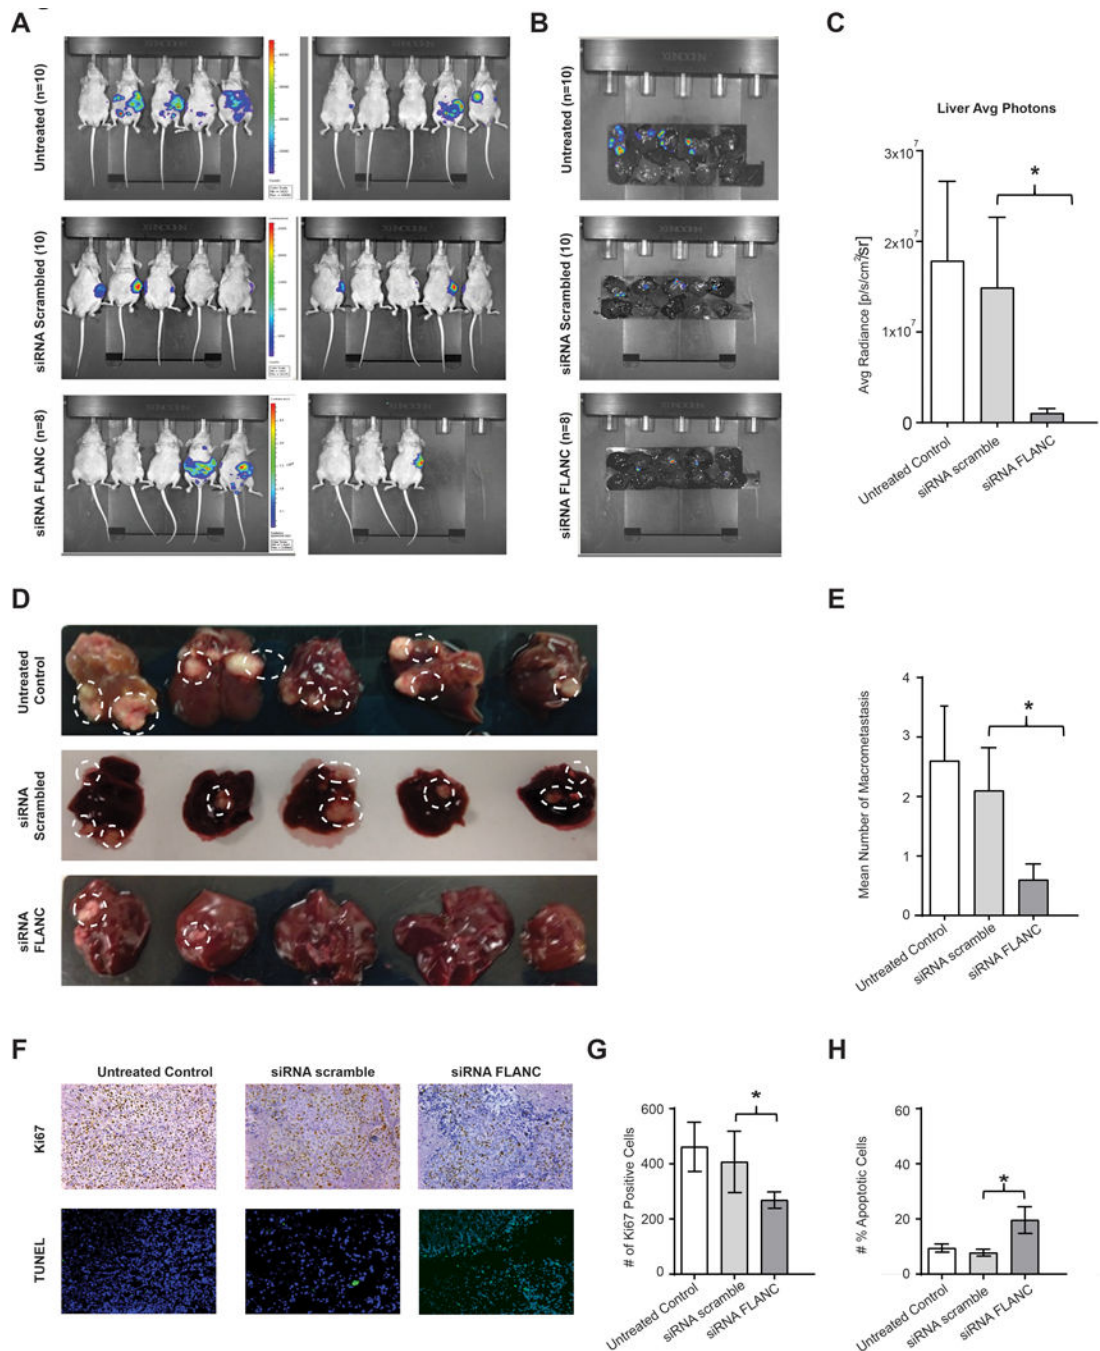 A
B
C
Untreated (n=10)
siRNA Scrambled (10)
siRNA FLANC (n=8)
Untreated (n=10)
siRNA Scrambled (10)
siRNA FLANC (n=8)
Liver Avg Photons
Avg Radiance [p/s/cm²/sr]
3x10⁷
2x10⁷
1x10⁷
0
*
Untreated Control
siRNA scramble
siRNA FLANC
D
E
Untreated
Control
siRNA
Scrambled
siRNA
FLANC
Mean Number of Macrometastasis
4
3
2
1
0
*
Untreated Control
siRNA scramble
siRNA FLANC
F
G
H
Untreated Control
siRNA scramble
siRNA FLANC
Ki67
TUNEL
# of Ki67 Positive Cells
600
400
200
0
*
Untreated Control
siRNA scramble
siRNA FLANC
# % Apoptotic Cells
60
40
20
0
*
Untreated Control
siRNA scramble
siRNA FLANC